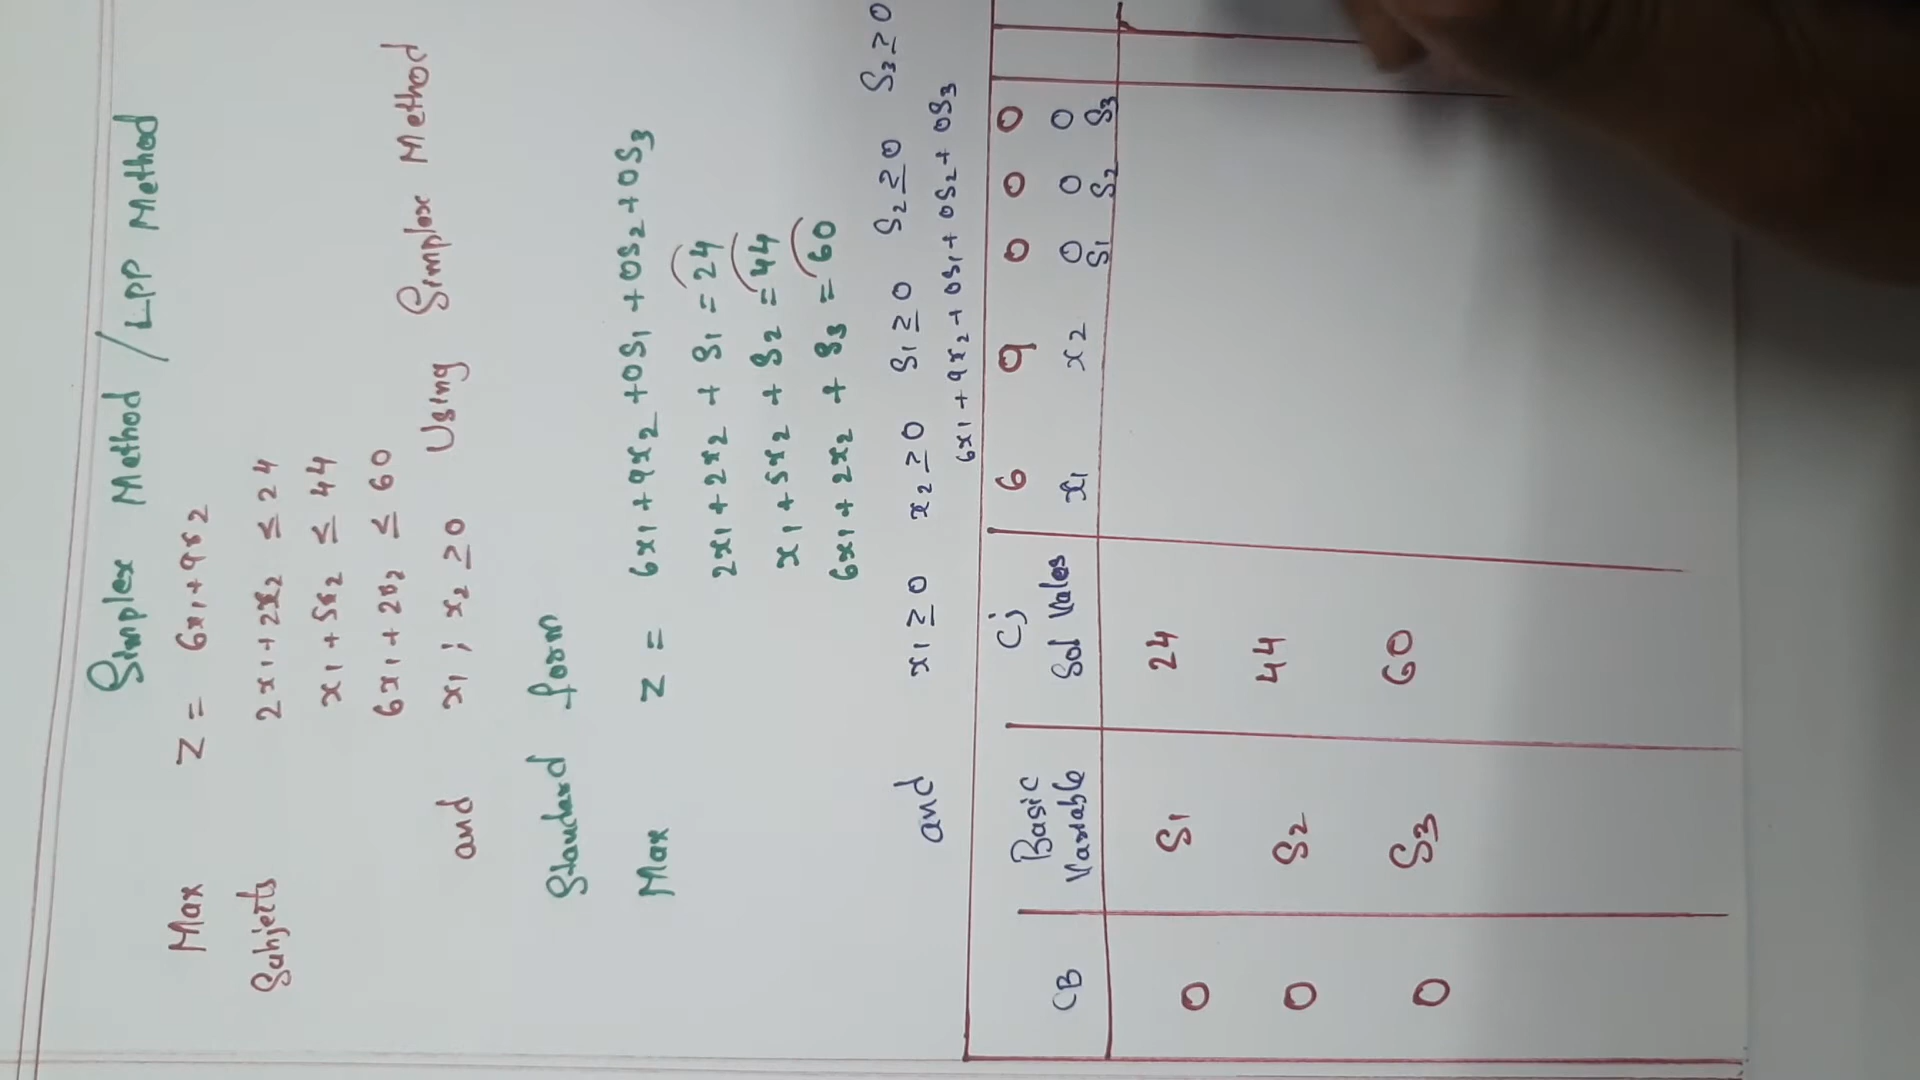 Simplex Method / LPP Method
Max Z = 6x1 + 9x2
Subjects 2x1 + 2x2 ≤ 24
x1 + 5x2 ≤ 44
6x1 + 2x2 ≤ 60
and x1 ; x2 ≥ 0 Using Simplex Method
Standard form
Max Z = 6x1 + 9x2 + 0S1 + 0S2 + 0S3
2x1 + 2x2 + S1 = 24
x1 + 5x2 + S2 = 44
6x1 + 2x2 + S3 = 60
and x1 ≥ 0 x2 ≥ 0 S1 ≥ 0 S2 ≥ 0 S3 ≥ 0
6x1 + 9x2 + 0S1 + 0S2 + 0S3
Cj 6 9 0 0 0
CB Basic Variable Sol Vales x1 x2 0 S1 0 S2 0 S3
0 S1 24
0 S2 44
0 S3 60